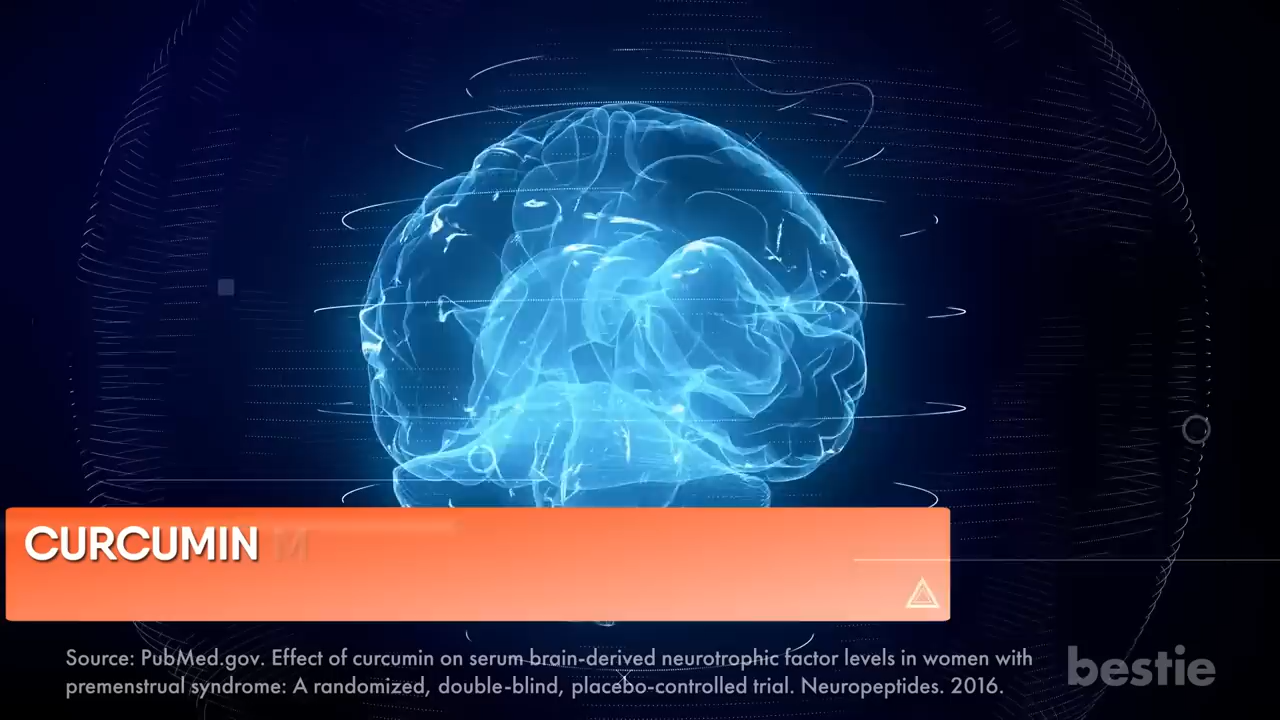 CURCUMIN
Source: PubMed.gov. Effect of curcumin on serum brain-derived neurotrophic factor levels in women with
premenstrual syndrome: A randomized, double-blind, placebo-controlled trial. Neuropeptides. 2016.
bestie